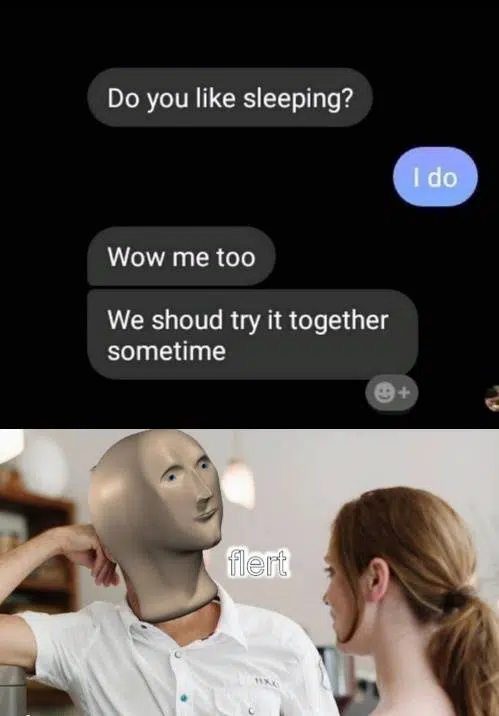 Do you like sleeping?
I do
Wow me too
We shoud try it together
sometime
flert